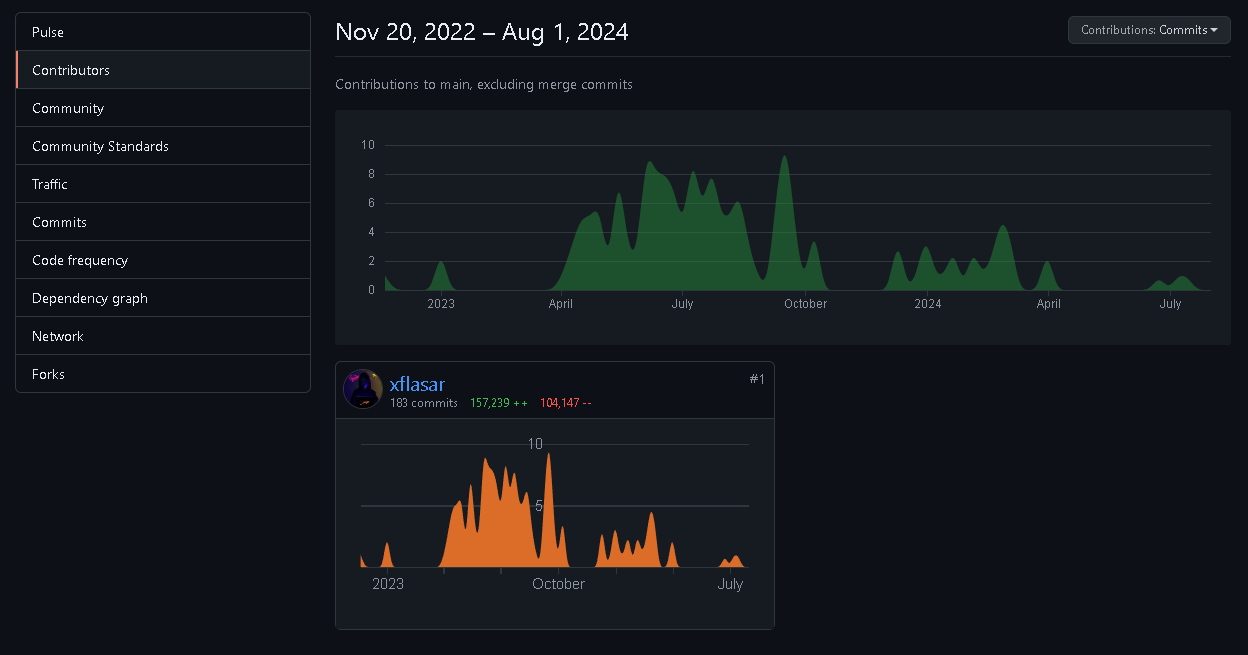 Pulse
Contributors
Community
Community Standards
Traffic
Commits
Code frequency
Dependency graph
Network
Forks
Nov 20, 2022 – Aug 1, 2024
Contributions: Commits
Contributions to main, excluding merge commits
10
8
6
4
2
0
2023 April July October 2024 April July
xflasar #1
183 commits 157,239 ++ 104,147 --
10
5
2023 October July